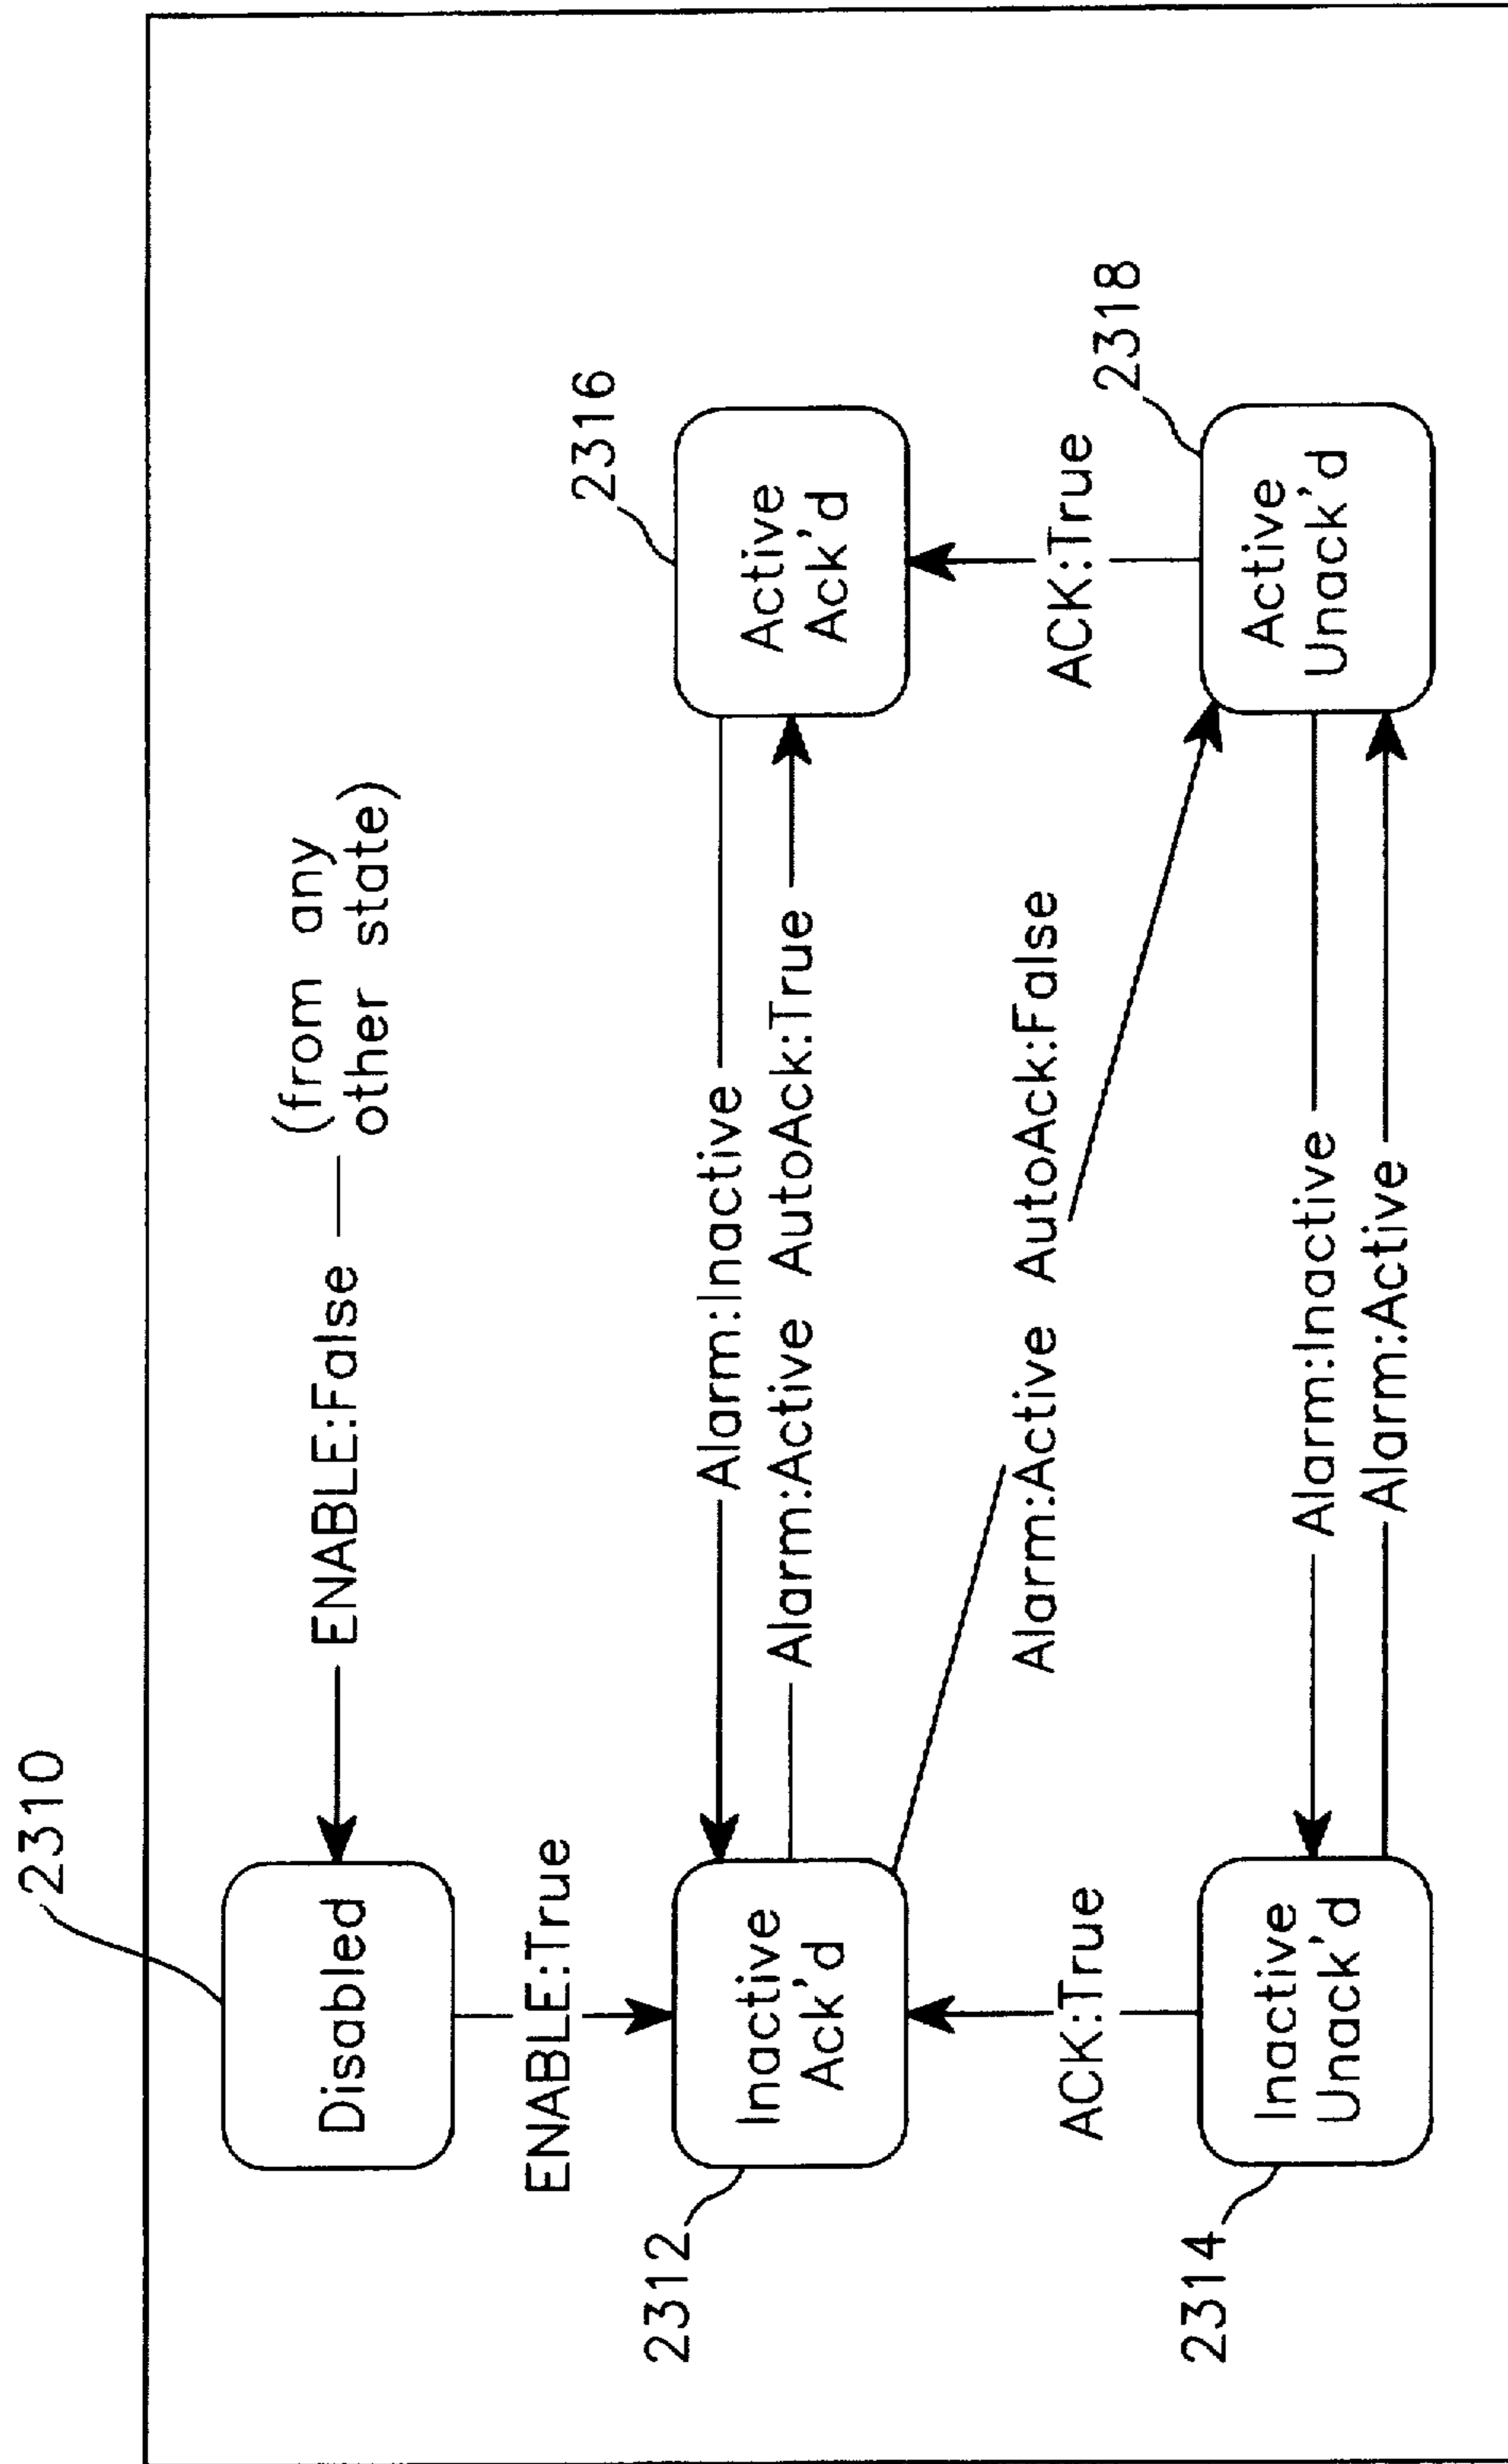 2310
Disabled
ENABLE:False
(from any
other state)
ENABLE:True
2312
Inactive
Ack'd
Alarm:Inactive
Alarm:Active AutoAck:True
2316
Active
Ack'd
Alarm:Active AutoAck:False
ACK:True
ACK:True
2314
Inactive
Unack'd
Alarm:Inactive
Alarm:Active
2318
Active
Unack'd